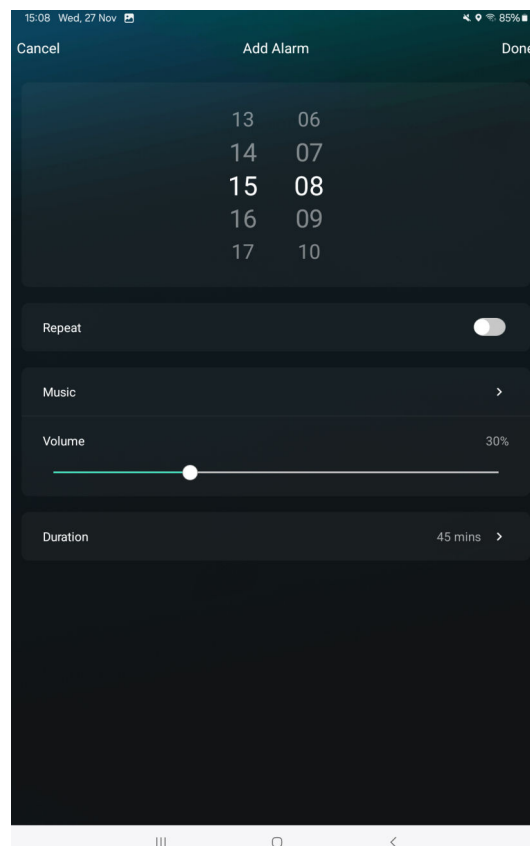 15:08 Wed, 27 Nov 85%
Cancel Add Alarm Done
13 06
14 07
15 08
16 09
17 10
Repeat
Music
Volume 30%
Duration 45 mins